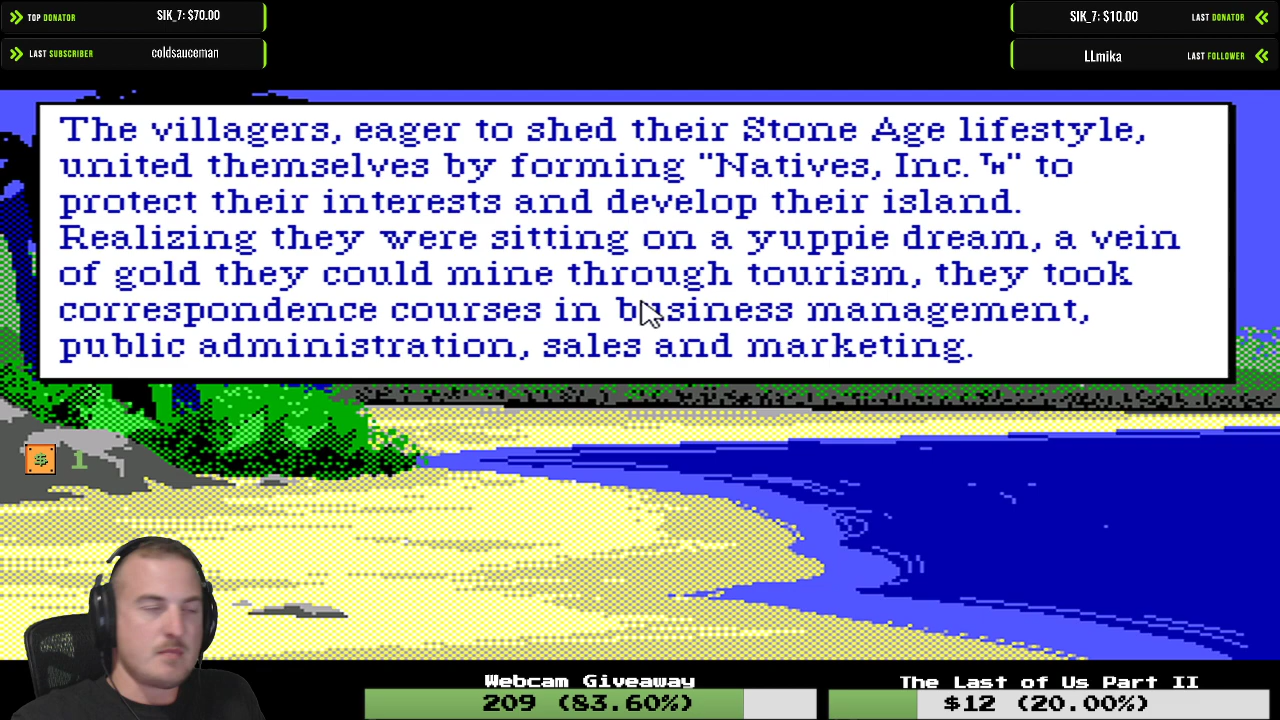 TOP DONATOR
SIK_7: $70.00
SIK_7: $10.00
LAST DONATOR
LAST SUBSCRIBER
coldsauceman
LLmika
LAST FOLLOWER
The villagers, eager to shed their Stone Age lifestyle,
united themselves by forming "Natives, Inc.™" to
protect their interests and develop their island.
Realizing they were sitting on a yuppie dream, a vein
of gold they could mine through tourism, they took
correspondence courses in business management,
public administration, sales and marketing.
$ 1
Webcam Giveaway
209 (83.60%)
The Last of Us Part II
$12 (20.00%)